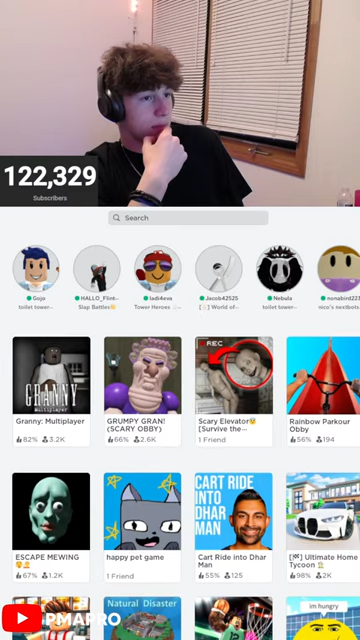 122,329
Subscribers
Search
Gojo
toilet tower--
HALLO_Flint--
Slap Battles
ladi4eva
Tower Heroes
Jacob42525
World of--
Nebula
toilet tower--
nonabird221
nico's nextbots
GRANNY
Multiplayer
REC
Granny: Multiplayer
82% 3.2K
GRUMPY GRAN!
(SCARY OBBY)
66% 2.6K
Scary Elevator
[Survive the--
1 Friend
Rainbow Parkour
Obby
56% 194
CART RIDE
INTO
DHAR
MAN
ESCAPE MEWING
67% 1.2K
happy pet game
1 Friend
Cart Ride into Dhar
Man
55% 125
Ultimate Home
Tycoon
98% 2K
PMAPRO
Natural Disaster
im hungry